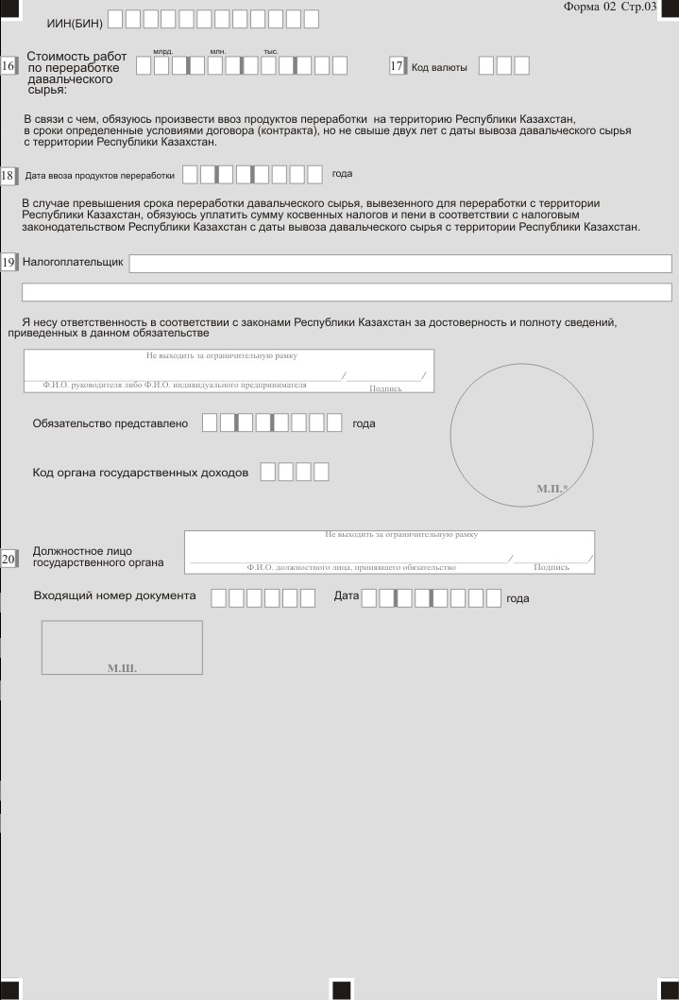 Форма 02 Стр.03
ИИН(БИН)
млрд. млн. тыс.
16 Стоимость работ
по переработке
давальческого
сырья:
17 Код валюты
В связи с чем, обязуюсь произвести ввоз продуктов переработки на территорию Республики Казахстан,
в сроки определенные условиями договора (контракта), но не свыше двух лет с даты вывоза давальческого сырья
с территории Республики Казахстан.
18 Дата ввоза продуктов переработки года
В случае превышения срока переработки давальческого сырья, вывезенного для переработки с территории
Республики Казахстан, обязуюсь уплатить сумму косвенных налогов и пени в соответствии с налоговым
законодательством Республики Казахстан с даты вывоза давальческого сырья с территории Республики Казахстан.
19 Налогоплательщик
Я несу ответственность в соответствии с законами Республики Казахстан за достоверность и полноту сведений,
приведенных в данном обязательстве
Не выходить за ограничительную рамку
/ /
Ф.И.О. руководителя либо Ф.И.О. индивидуального предпринимателя Подпись
Обязательство представлено года
Код органа государственных доходов
М.П.*
Не выходить за ограничительную рамку
20 Должностное лицо
государственного органа
/ /
Ф.И.О. должностного лица, принявшего обязательство Подпись
Входящий номер документа Дата года
М.Ш.